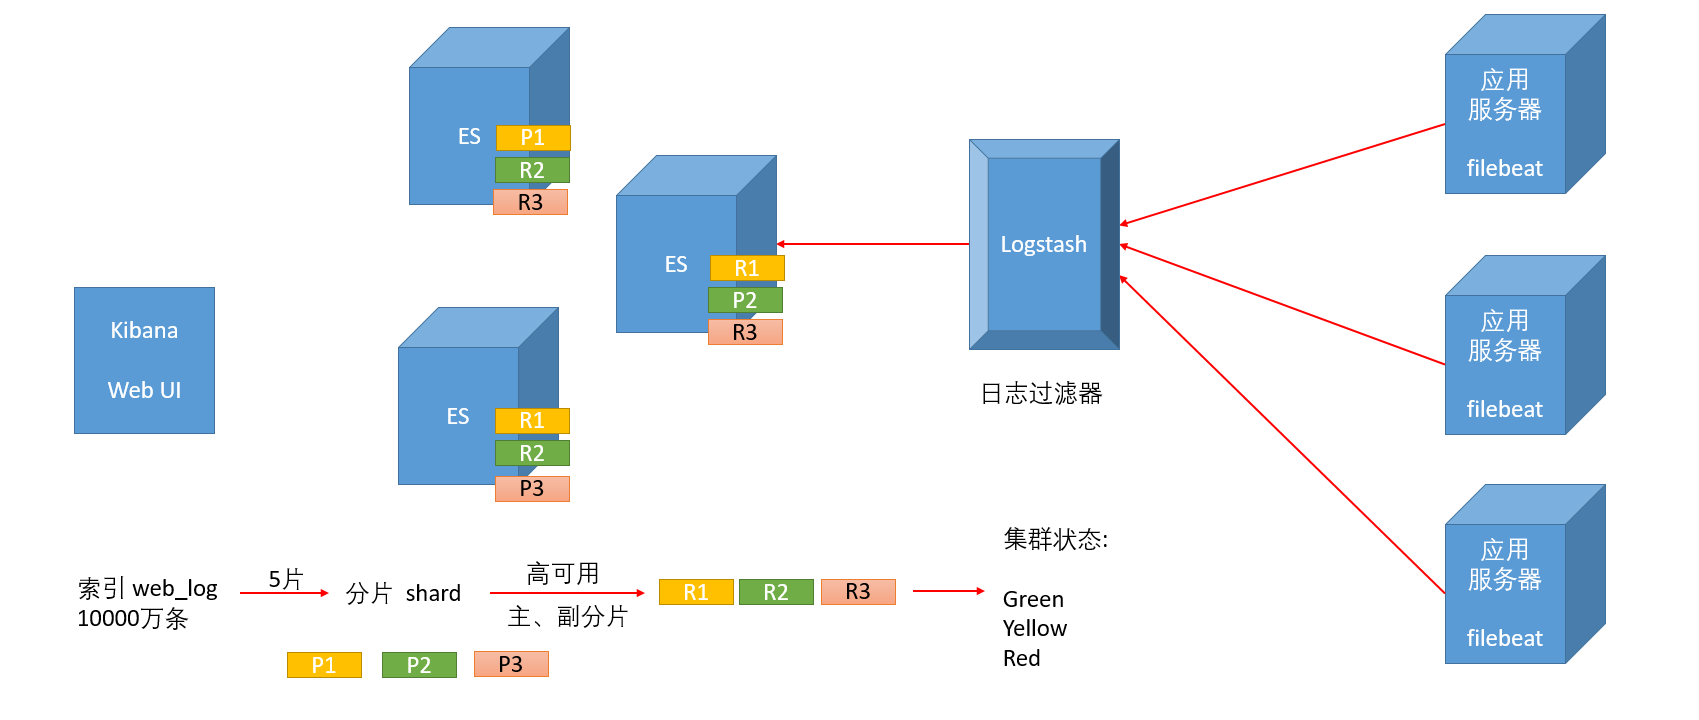 ES
P1
R2
R3
ES
R1
P2
R3
ES
R1
R2
P3
Kibana
Web UI
Logstash
日志过滤器
应用
服务器
filebeat
应用
服务器
filebeat
应用
服务器
filebeat
索引 web_log
10000万条
5片
分片 shard
高可用
主、副分片
R1
R2
R3
P1
P2
P3
集群状态:
Green
Yellow
Red